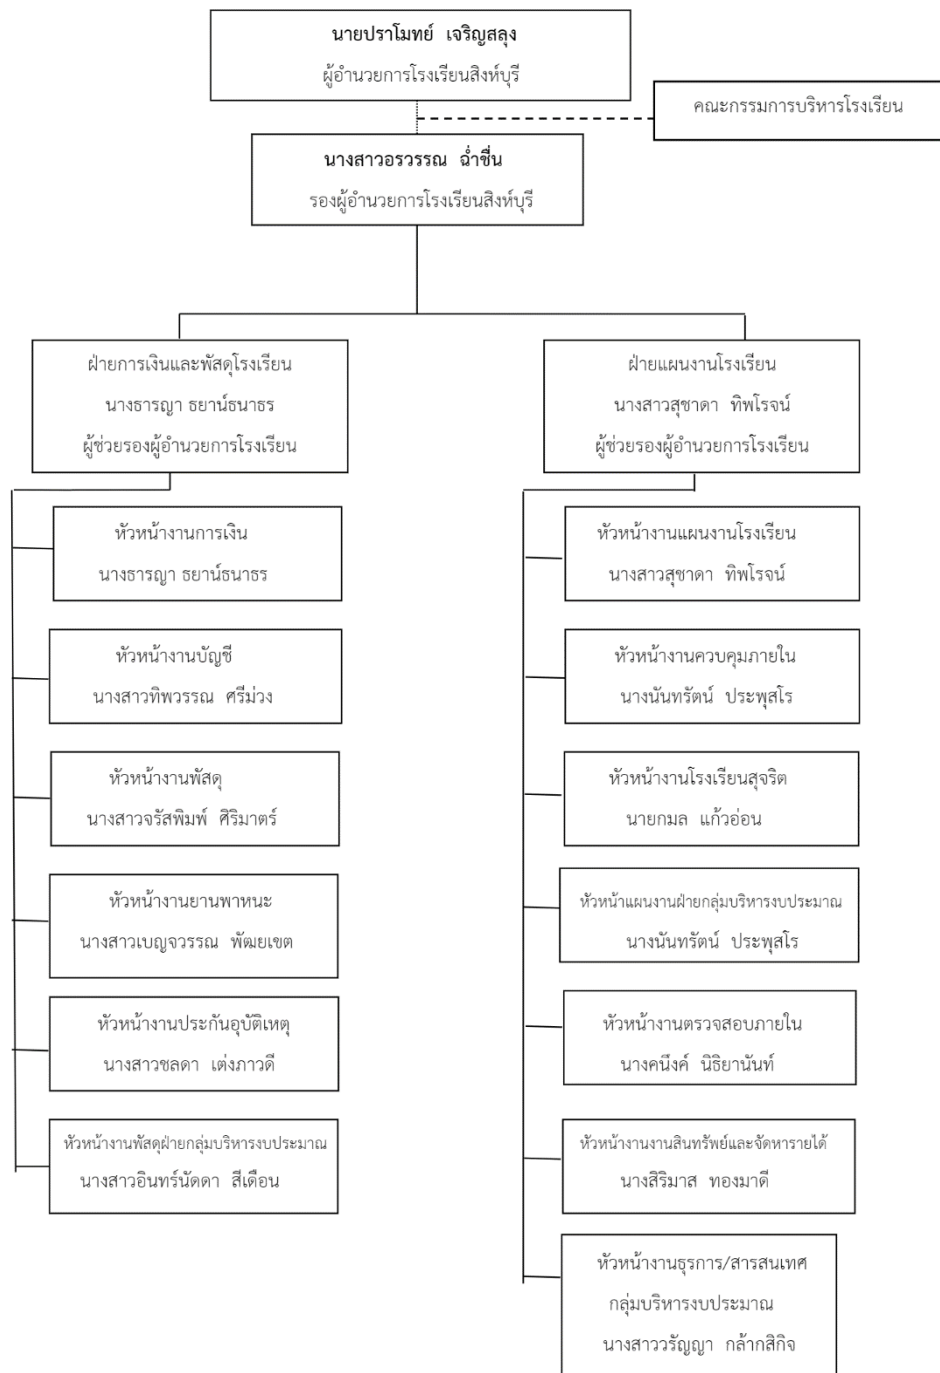 นายปราโมทย์ เจริญสลุง
ผู้อำนวยการโรงเรียนสิงห์บุรี
คณะกรรมการบริหารโรงเรียน
นางสาวอรวรรณ ฉ่ำชื่น
รองผู้อำนวยการโรงเรียนสิงห์บุรี
ฝ่ายการเงินและพัสดุโรงเรียน
นางธารญา ธยาน์ธนาธร
ผู้ช่วยรองผู้อำนวยการโรงเรียน
หัวหน้างานการเงิน
นางธารญา ธยาน์ธนาธร
หัวหน้างานบัญชี
นางสาวทิพวรรณ ศรีม่วง
หัวหน้างานพัสดุ
นางสาวจรัสพิมพ์ ศิริมาตร์
หัวหน้างานยานพาหนะ
นางสาวเบญจวรรณ พัฒยเขต
หัวหน้างานประกันอุบัติเหตุ
นางสาวชลดา เต่งภาวดี
หัวหน้างานพัสดุฝ่ายกลุ่มบริหารงบประมาณ
นางสาวอินทร์นัดดา สีเดือน
ฝ่ายแผนงานโรงเรียน
นางสาวสุชาดา ทิพโรจน์
ผู้ช่วยรองผู้อำนวยการโรงเรียน
หัวหน้างานแผนงานโรงเรียน
นางสาวสุชาดา ทิพโรจน์
หัวหน้างานควบคุมภายใน
นางนันทรัตน์ ประพุสโร
หัวหน้างานโรงเรียนสุจริต
นายกมล แก้วอ่อน
หัวหน้าแผนงานฝ่ายกลุ่มบริหารงบประมาณ
นางนันทรัตน์ ประพุสโร
หัวหน้างานตรวจสอบภายใน
นางคนึงค์ นิธิยานันท์
หัวหน้างานงานสินทรัพย์และจัดหารายได้
นางสิริมาส ทองมาดี
หัวหน้างานธุรการ/สารสนเทศ
กลุ่มบริหารงบประมาณ
นางสาววรัญญา กล้ากสิกิจ